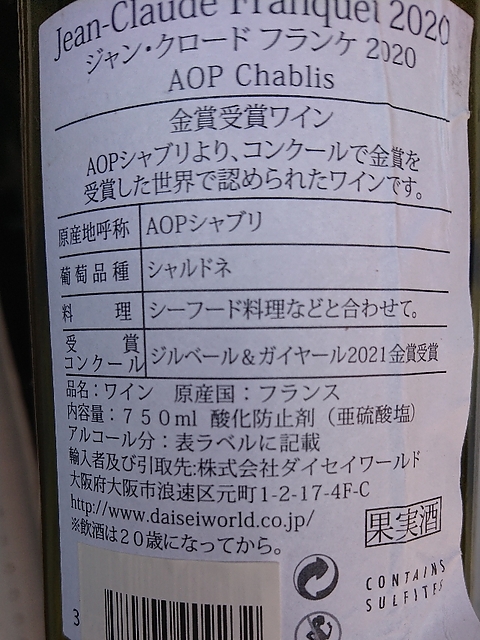 Jean-Claude Franquet 2020
ジャン・クロード フランケ 2020
AOP Chablis
金賞受賞ワイン
AOPシャブリより、コンクールで金賞を
受賞した世界で認められたワインです。
原産地呼称 AOPシャブリ
葡萄品種 シャルドネ
料理 シーフード料理などと合わせて。
受賞
コンクール ジルベール&ガイヤール2021金賞受賞
品名：ワイン 原産国：フランス
内容量：７５０ml 酸化防止剤（亜硫酸塩）
アルコール分：表ラベルに記載
輸入者及び引取先:株式会社ダイセイワールド
大阪府大阪市浪速区元町1-2-17-4F-C
http://www.daiseiworld.co.jp/
※飲酒は２０歳になってから。
果実酒
CONTAINS
SULFITES
3